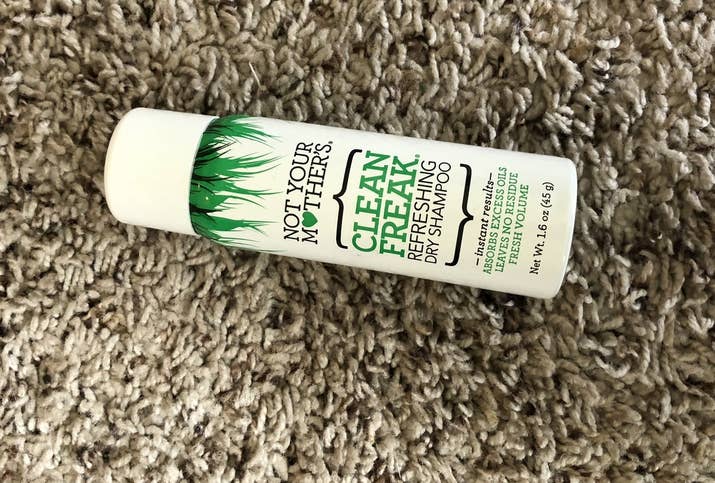 NOT YOUR
M♥THER'S.
CLEAN
FREAK.
REFRESHING
DRY SHAMPOO
—instant results—
ABSORBS EXCESS OILS
LEAVES NO RESIDUE
FRESH VOLUME
Net Wt. 1.6 oz (45 g)